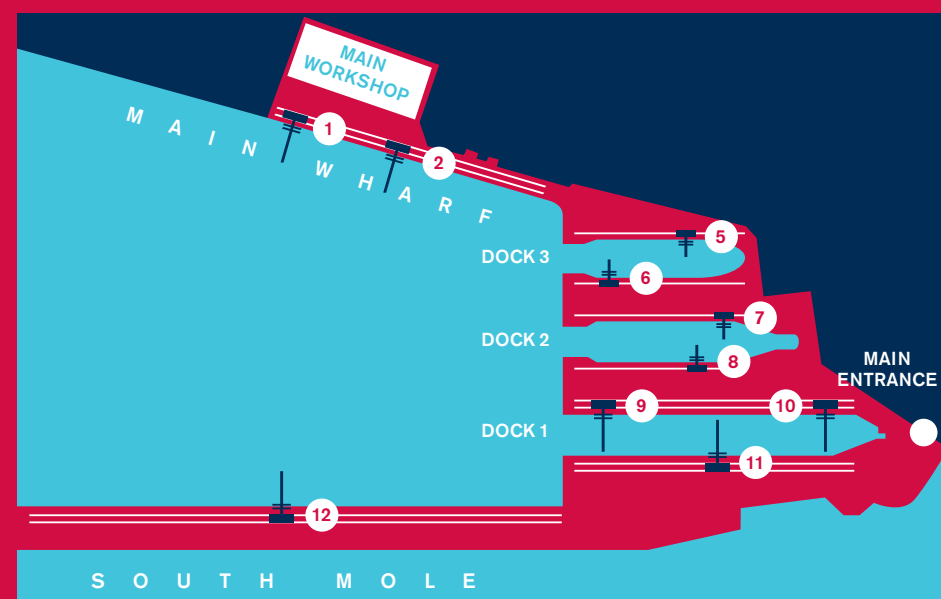 MAIN
WORKSHOP
1
2
MAIN WHARF
5
DOCK 3
6
7
DOCK 2
8
MAIN
ENTRANCE
9
10
DOCK 1
11
12
SOUTH MOLE